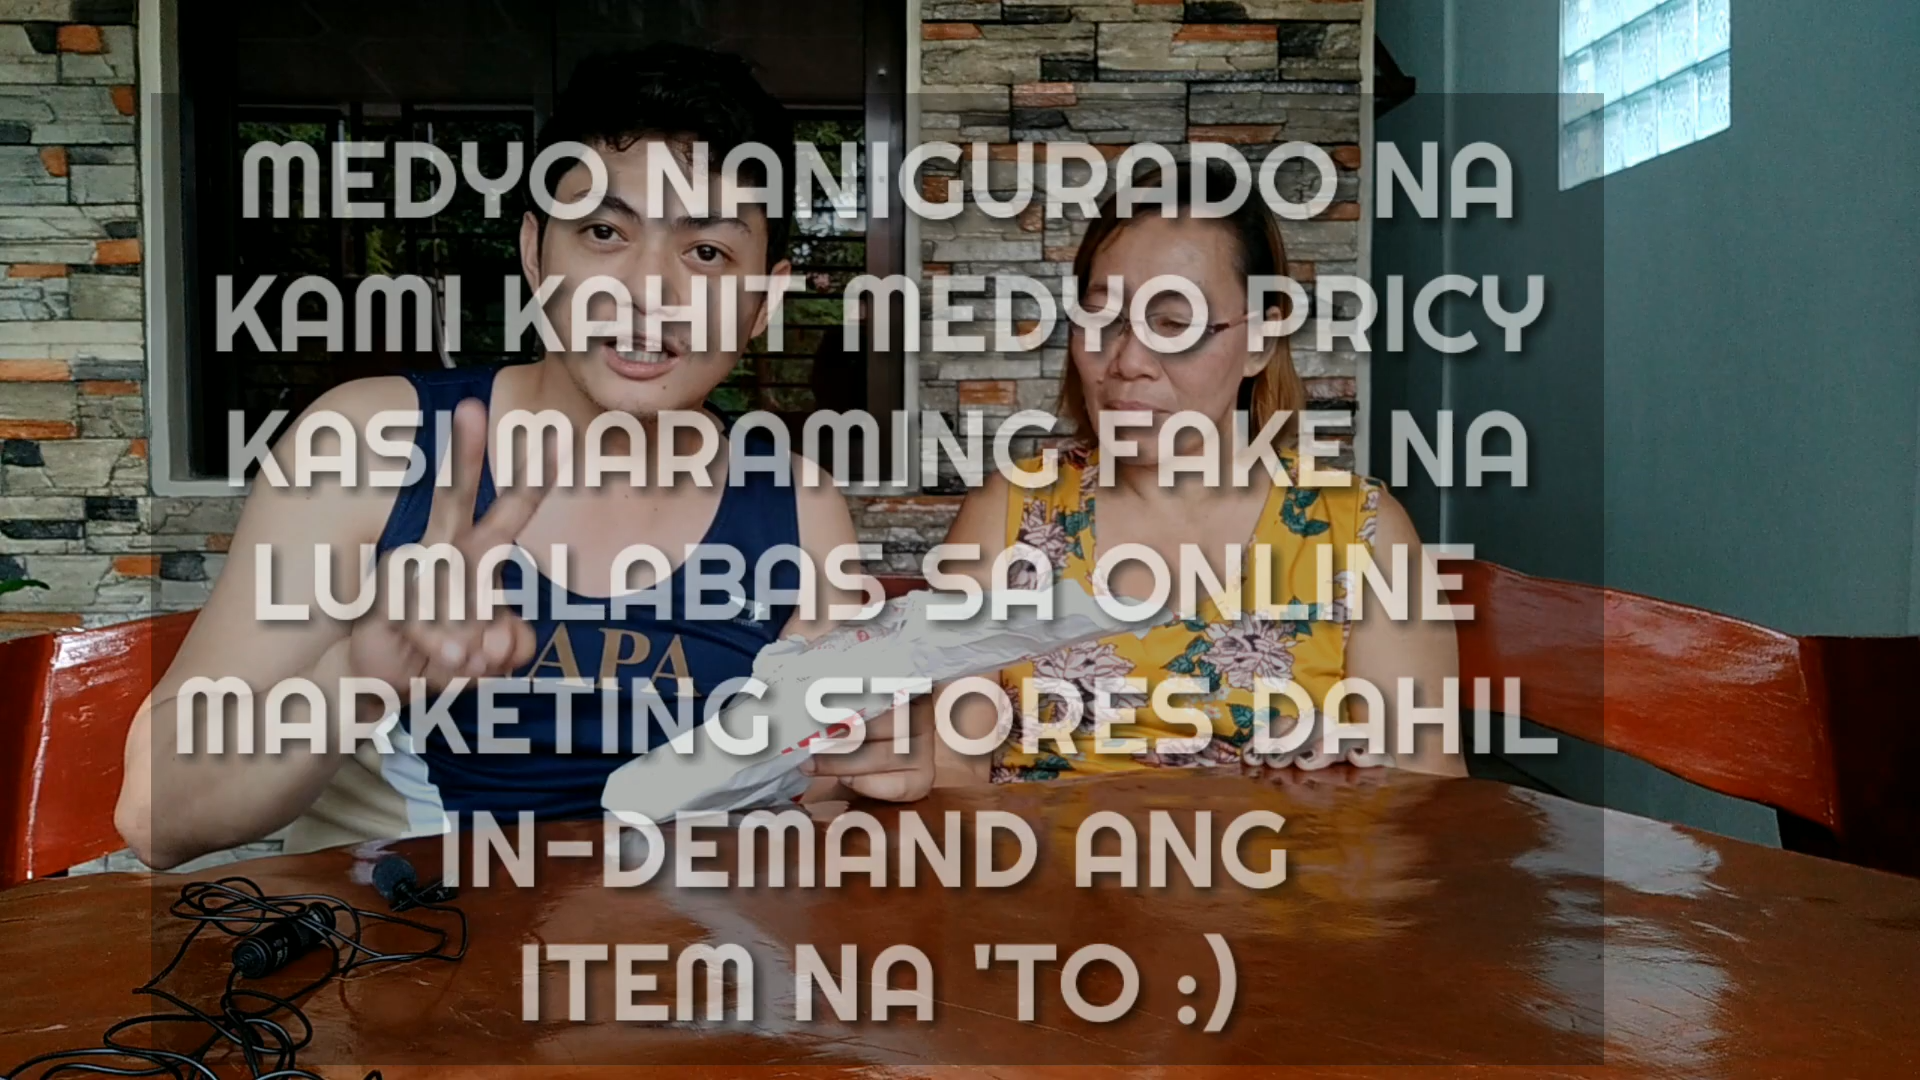 MEDYO NANIGURADO NA
KAMI KAHIT MEDYO PRICY
KASI MARAMING FAKE NA
LUMALABAS SA ONLINE
MARKETING STORES DAHIL
IN-DEMAND ANG
ITEM NA 'TO :)
APA